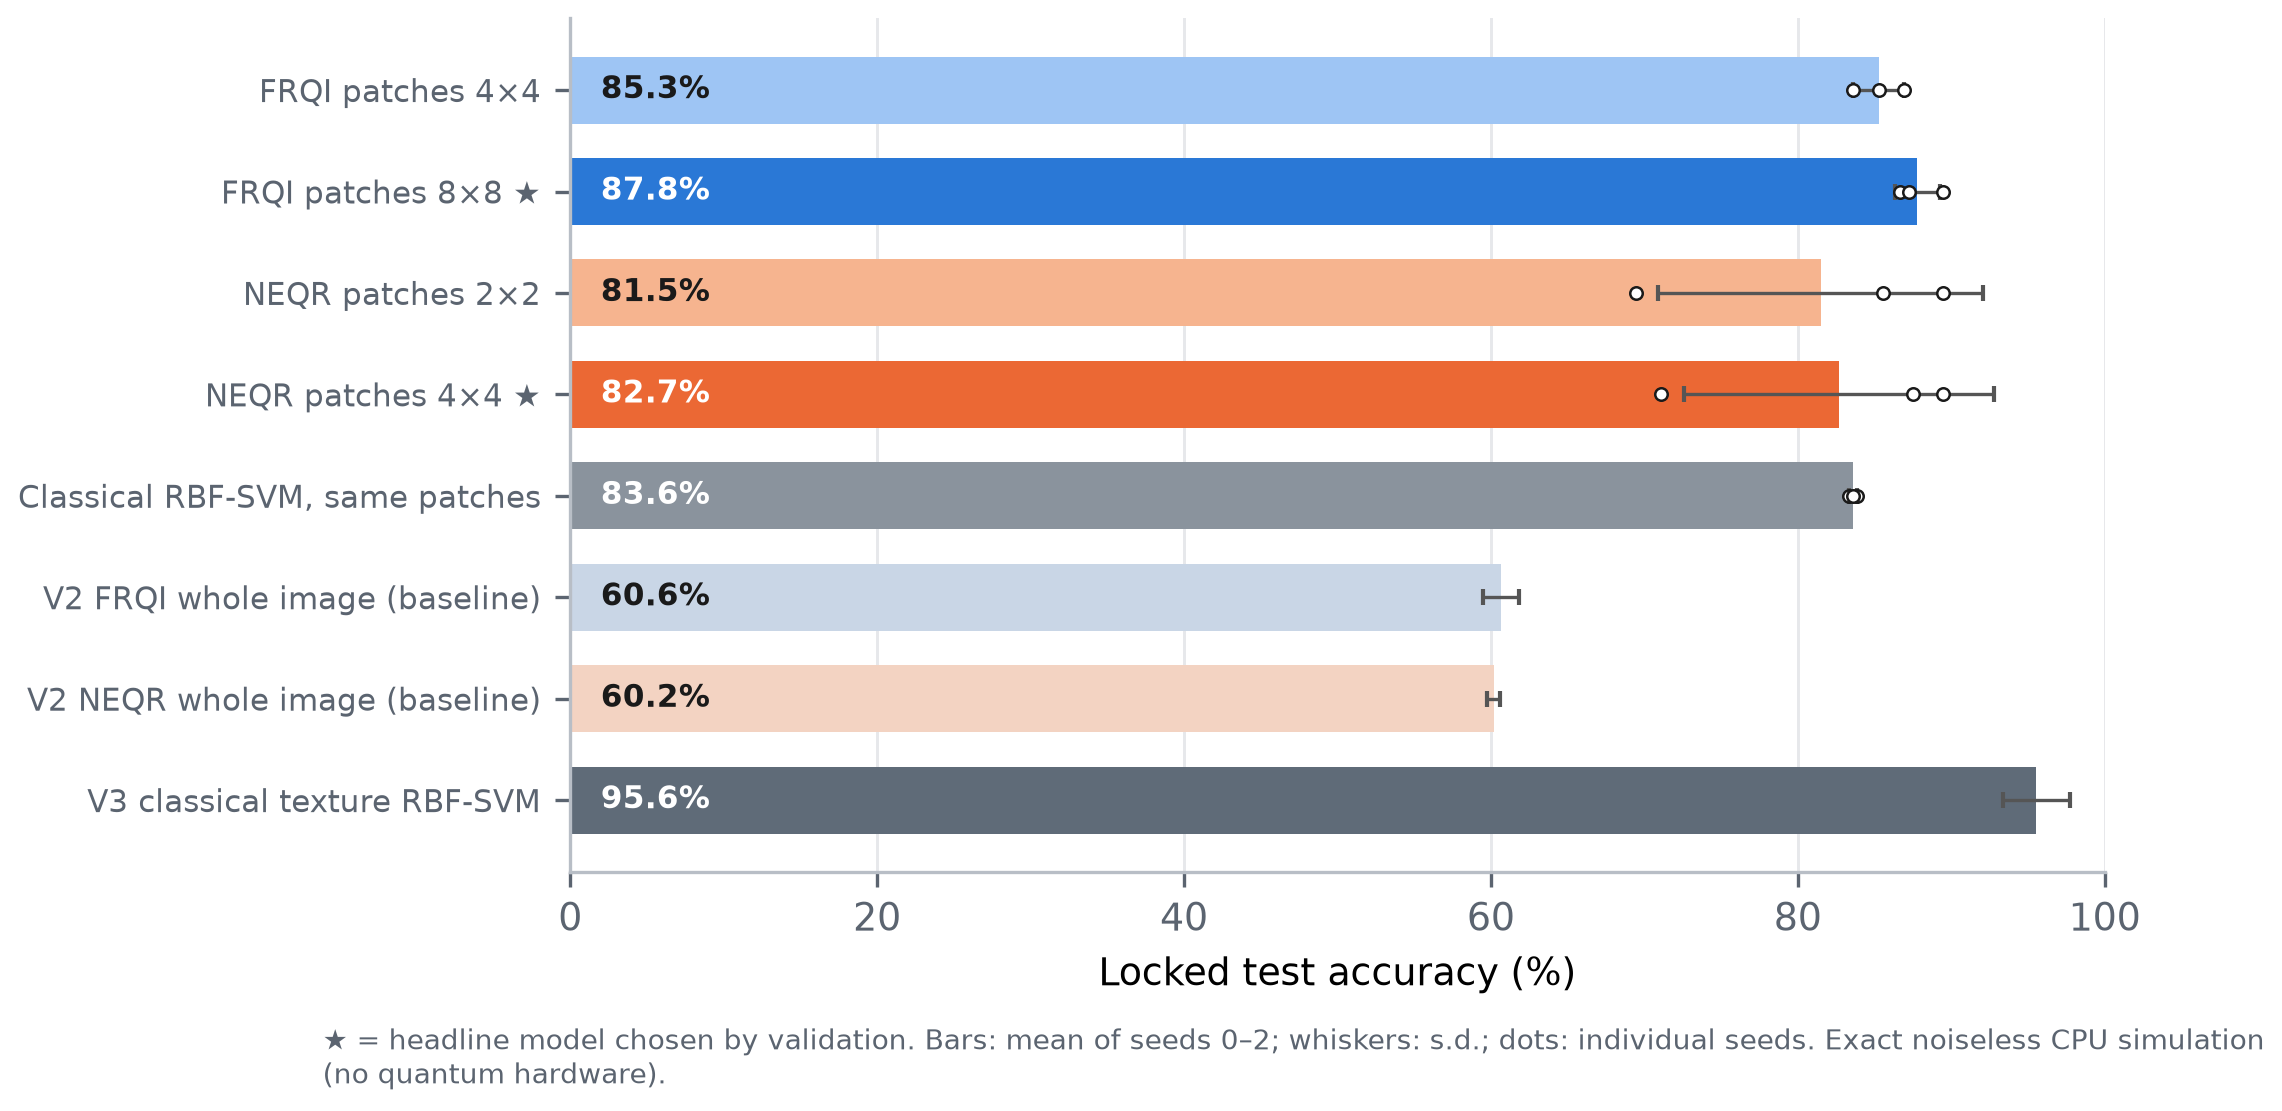 FRQI patches 4×4
85.3%
FRQI patches 8×8 ★
87.8%
NEQR patches 2×2
81.5%
NEQR patches 4×4 ★
82.7%
Classical RBF-SVM, same patches
83.6%
V2 FRQI whole image (baseline)
60.6%
V2 NEQR whole image (baseline)
60.2%
V3 classical texture RBF-SVM
95.6%
0 20 40 60 80 100
Locked test accuracy (%)
★ = headline model chosen by validation. Bars: mean of seeds 0–2; whiskers: s.d.; dots: individual seeds. Exact noiseless CPU simulation
(no quantum hardware).